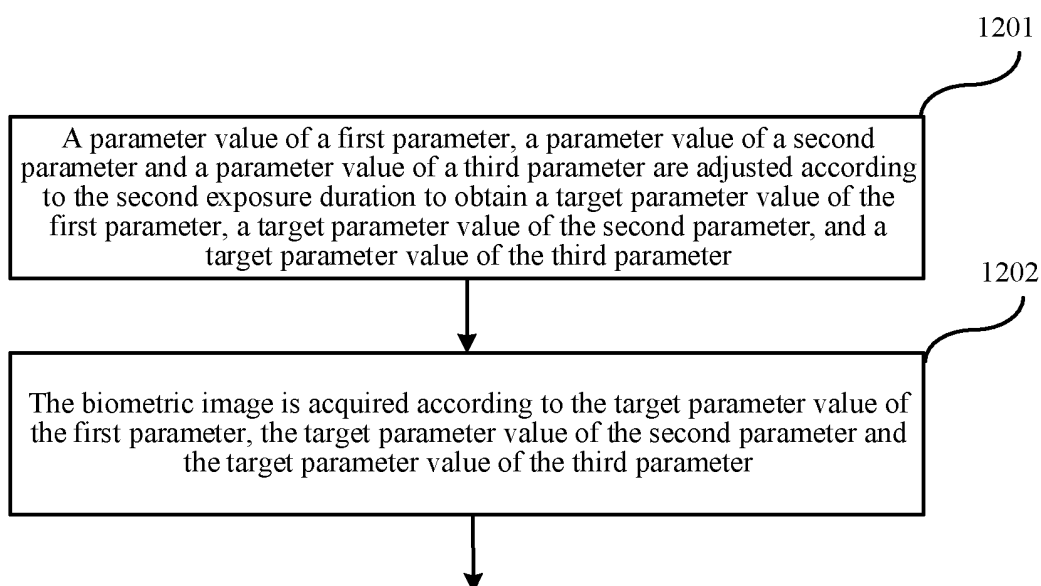 1201
A parameter value of a first parameter, a parameter value of a second
parameter and a parameter value of a third parameter are adjusted according
to the second exposure duration to obtain a target parameter value of the
first parameter, a target parameter value of the second parameter, and a
target parameter value of the third parameter
1202
The biometric image is acquired according to the target parameter value of
the first parameter, the target parameter value of the second parameter and
the target parameter value of the third parameter